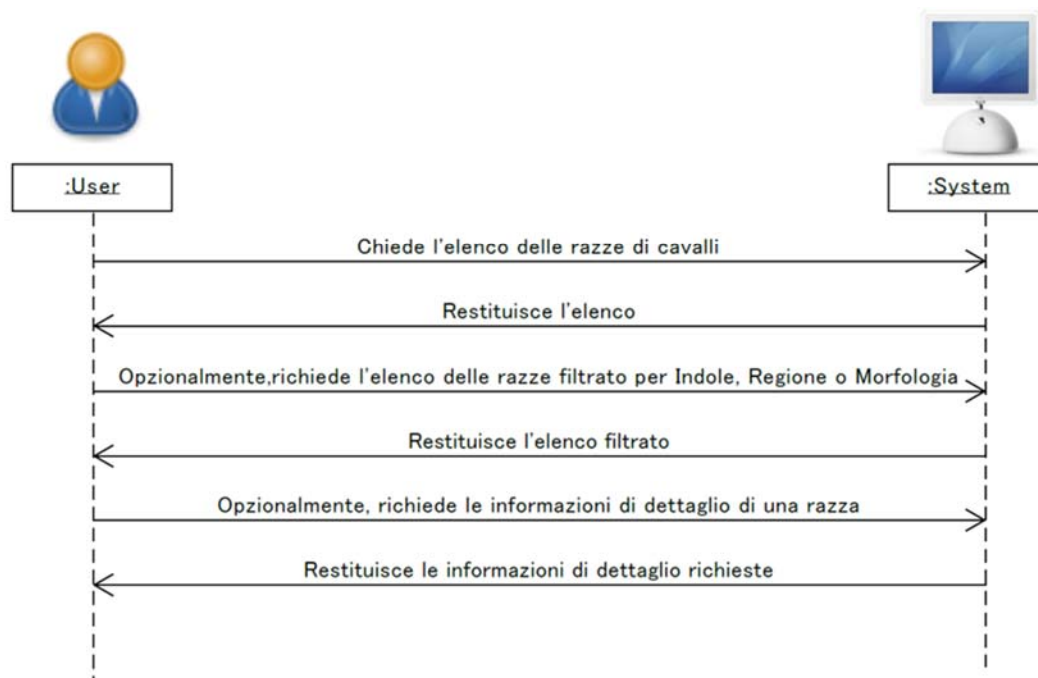 :User
:System
Chiede l'elenco delle razze di cavalli
Restituisce l'elenco
Opzionalmente,richiede l'elenco delle razze filtrato per Indole, Regione o Morfologia
Restituisce l'elenco filtrato
Opzionalmente, richiede le informazioni di dettaglio di una razza
Restituisce le informazioni di dettaglio richieste